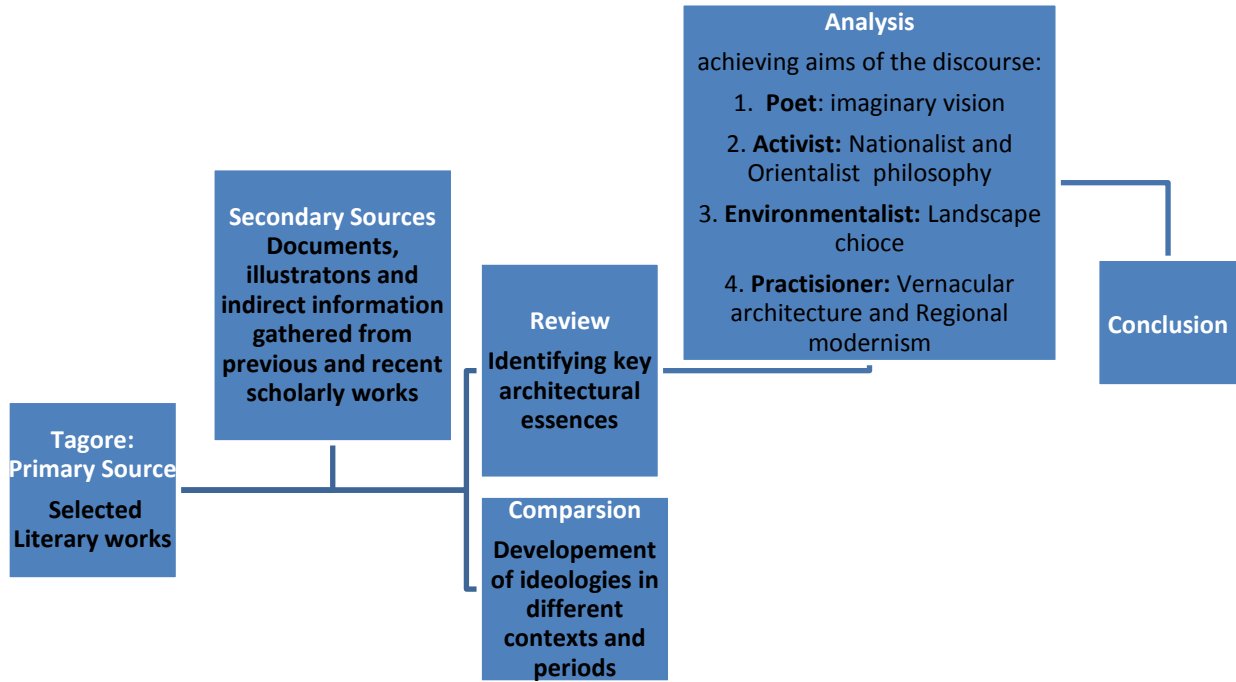 Tagore:
Primary Source
Selected
Literary works
Secondary Sources
Documents,
illustratons and
indirect information
gathered from
previous and recent
scholarly works
Review
Identifying key
architectural
essences
Comparsion
Developement
of ideologies in
different
contexts and
periods
Analysis
achieving aims of the discourse:
1. Poet: imaginary vision
2. Activist: Nationalist and
Orientalist philosophy
3. Environmentalist: Landscape
chioce
4. Practisioner: Vernacular
architecture and Regional
modernism
Conclusion